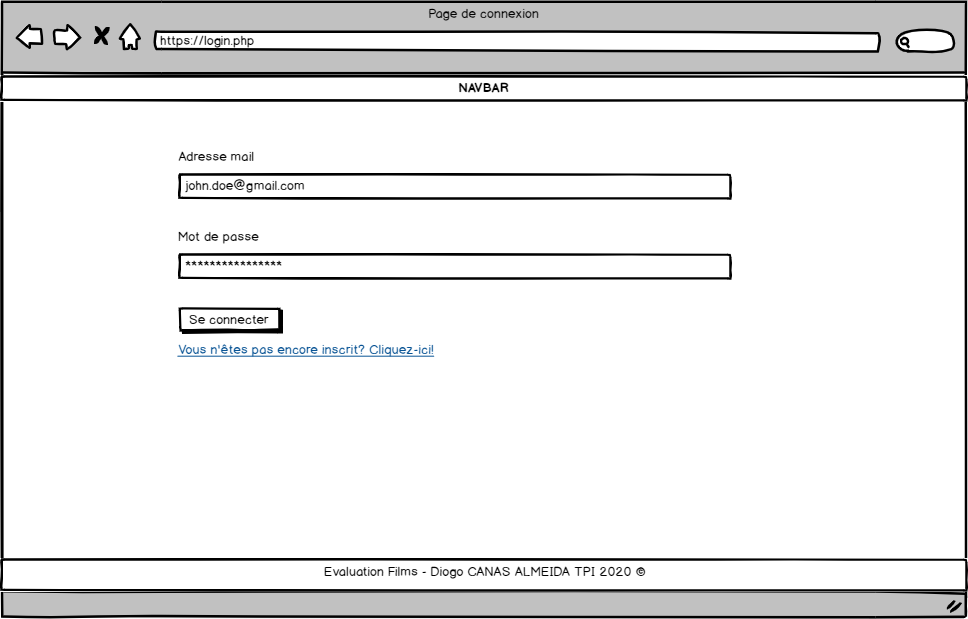 Page de connexion
https://login.php
NAVBAR
Adresse mail
john.doe@gmail.com
Mot de passe
****************
Se connecter
Vous n'êtes pas encore inscrit? Cliquez-ici!
Evaluation Films - Diogo CANAS ALMEIDA TPI 2020 ©